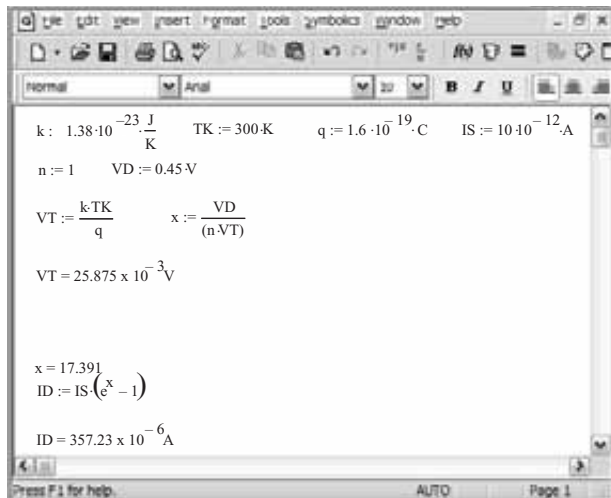 File Edit View Insert Format Tools Symbolics Window Help
Normal Arial 10 B I U
k : 1.38·10^−23·J/K TK := 300·K q := 1.6·10^−19·C IS := 10·10^−12·A
n := 1 VD := 0.45·V
VT := k·TK/q x := VD/(n·VT)
VT = 25.875 x 10^−3 V
x = 17.391
ID := IS·(e^x − 1)
ID = 357.23 x 10^−6 A
Press F1 for help. AUTO Page 1